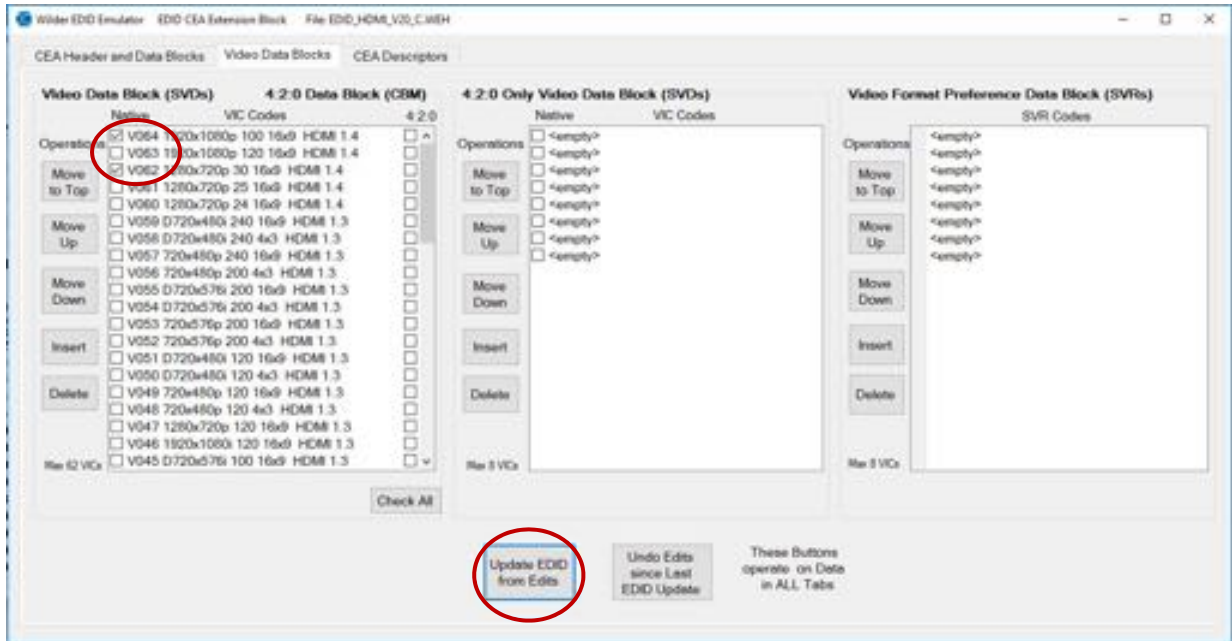 Wilder EDID Emulator EDID CEA Extension Block File: EDID_HDMI_V20_C.WEH
CEA Header and Data Blocks Video Data Blocks CEA Descriptors
Video Data Block (SVDs) 4:2:0 Data Block (CBM)
Native VIC Codes 4:2:0
Operations
V064 1920x1080p 100 16x9 HDMI 1.4
V063 1920x1080p 120 16x9 HDMI 1.4
V062 1280x720p 30 16x9 HDMI 1.4
V061 1280x720p 25 16x9 HDMI 1.4
V060 1280x720p 24 16x9 HDMI 1.4
V059 D720x480i 240 16x9 HDMI 1.3
V058 D720x480i 240 4x3 HDMI 1.3
V057 720x480p 240 16x9 HDMI 1.3
V056 720x480p 200 4x3 HDMI 1.3
V055 D720x576i 200 16x9 HDMI 1.3
V054 D720x576i 200 4x3 HDMI 1.3
V053 720x576p 200 16x9 HDMI 1.3
V052 720x576p 200 4x3 HDMI 1.3
V051 D720x480i 120 16x9 HDMI 1.3
V050 D720x480i 120 4x3 HDMI 1.3
V049 720x480p 120 16x9 HDMI 1.3
V048 720x480p 120 4x3 HDMI 1.3
V047 1280x720p 120 16x9 HDMI 1.3
V046 1920x1080i 120 16x9 HDMI 1.3
V045 D720x576i 100 16x9 HDMI 1.3
Move
to Top
Move
Up
Move
Down
Insert
Delete
Max 62 VICs
Check All
4:2:0 Only Video Data Block (SVDs)
Native VIC Codes
Operations
<empty>
<empty>
<empty>
<empty>
<empty>
<empty>
<empty>
<empty>
Move
to Top
Move
Up
Move
Down
Insert
Delete
Max 8 VICs
Video Format Preference Data Block (SVRs)
SVR Codes
Operations
<empty>
<empty>
<empty>
<empty>
<empty>
<empty>
<empty>
<empty>
Move
to Top
Move
Up
Move
Down
Insert
Delete
Max 8 VICs
Update EDID
from Edits
Undo Edits
since Last
EDID Update
These Buttons
operate on Data
in ALL Tabs